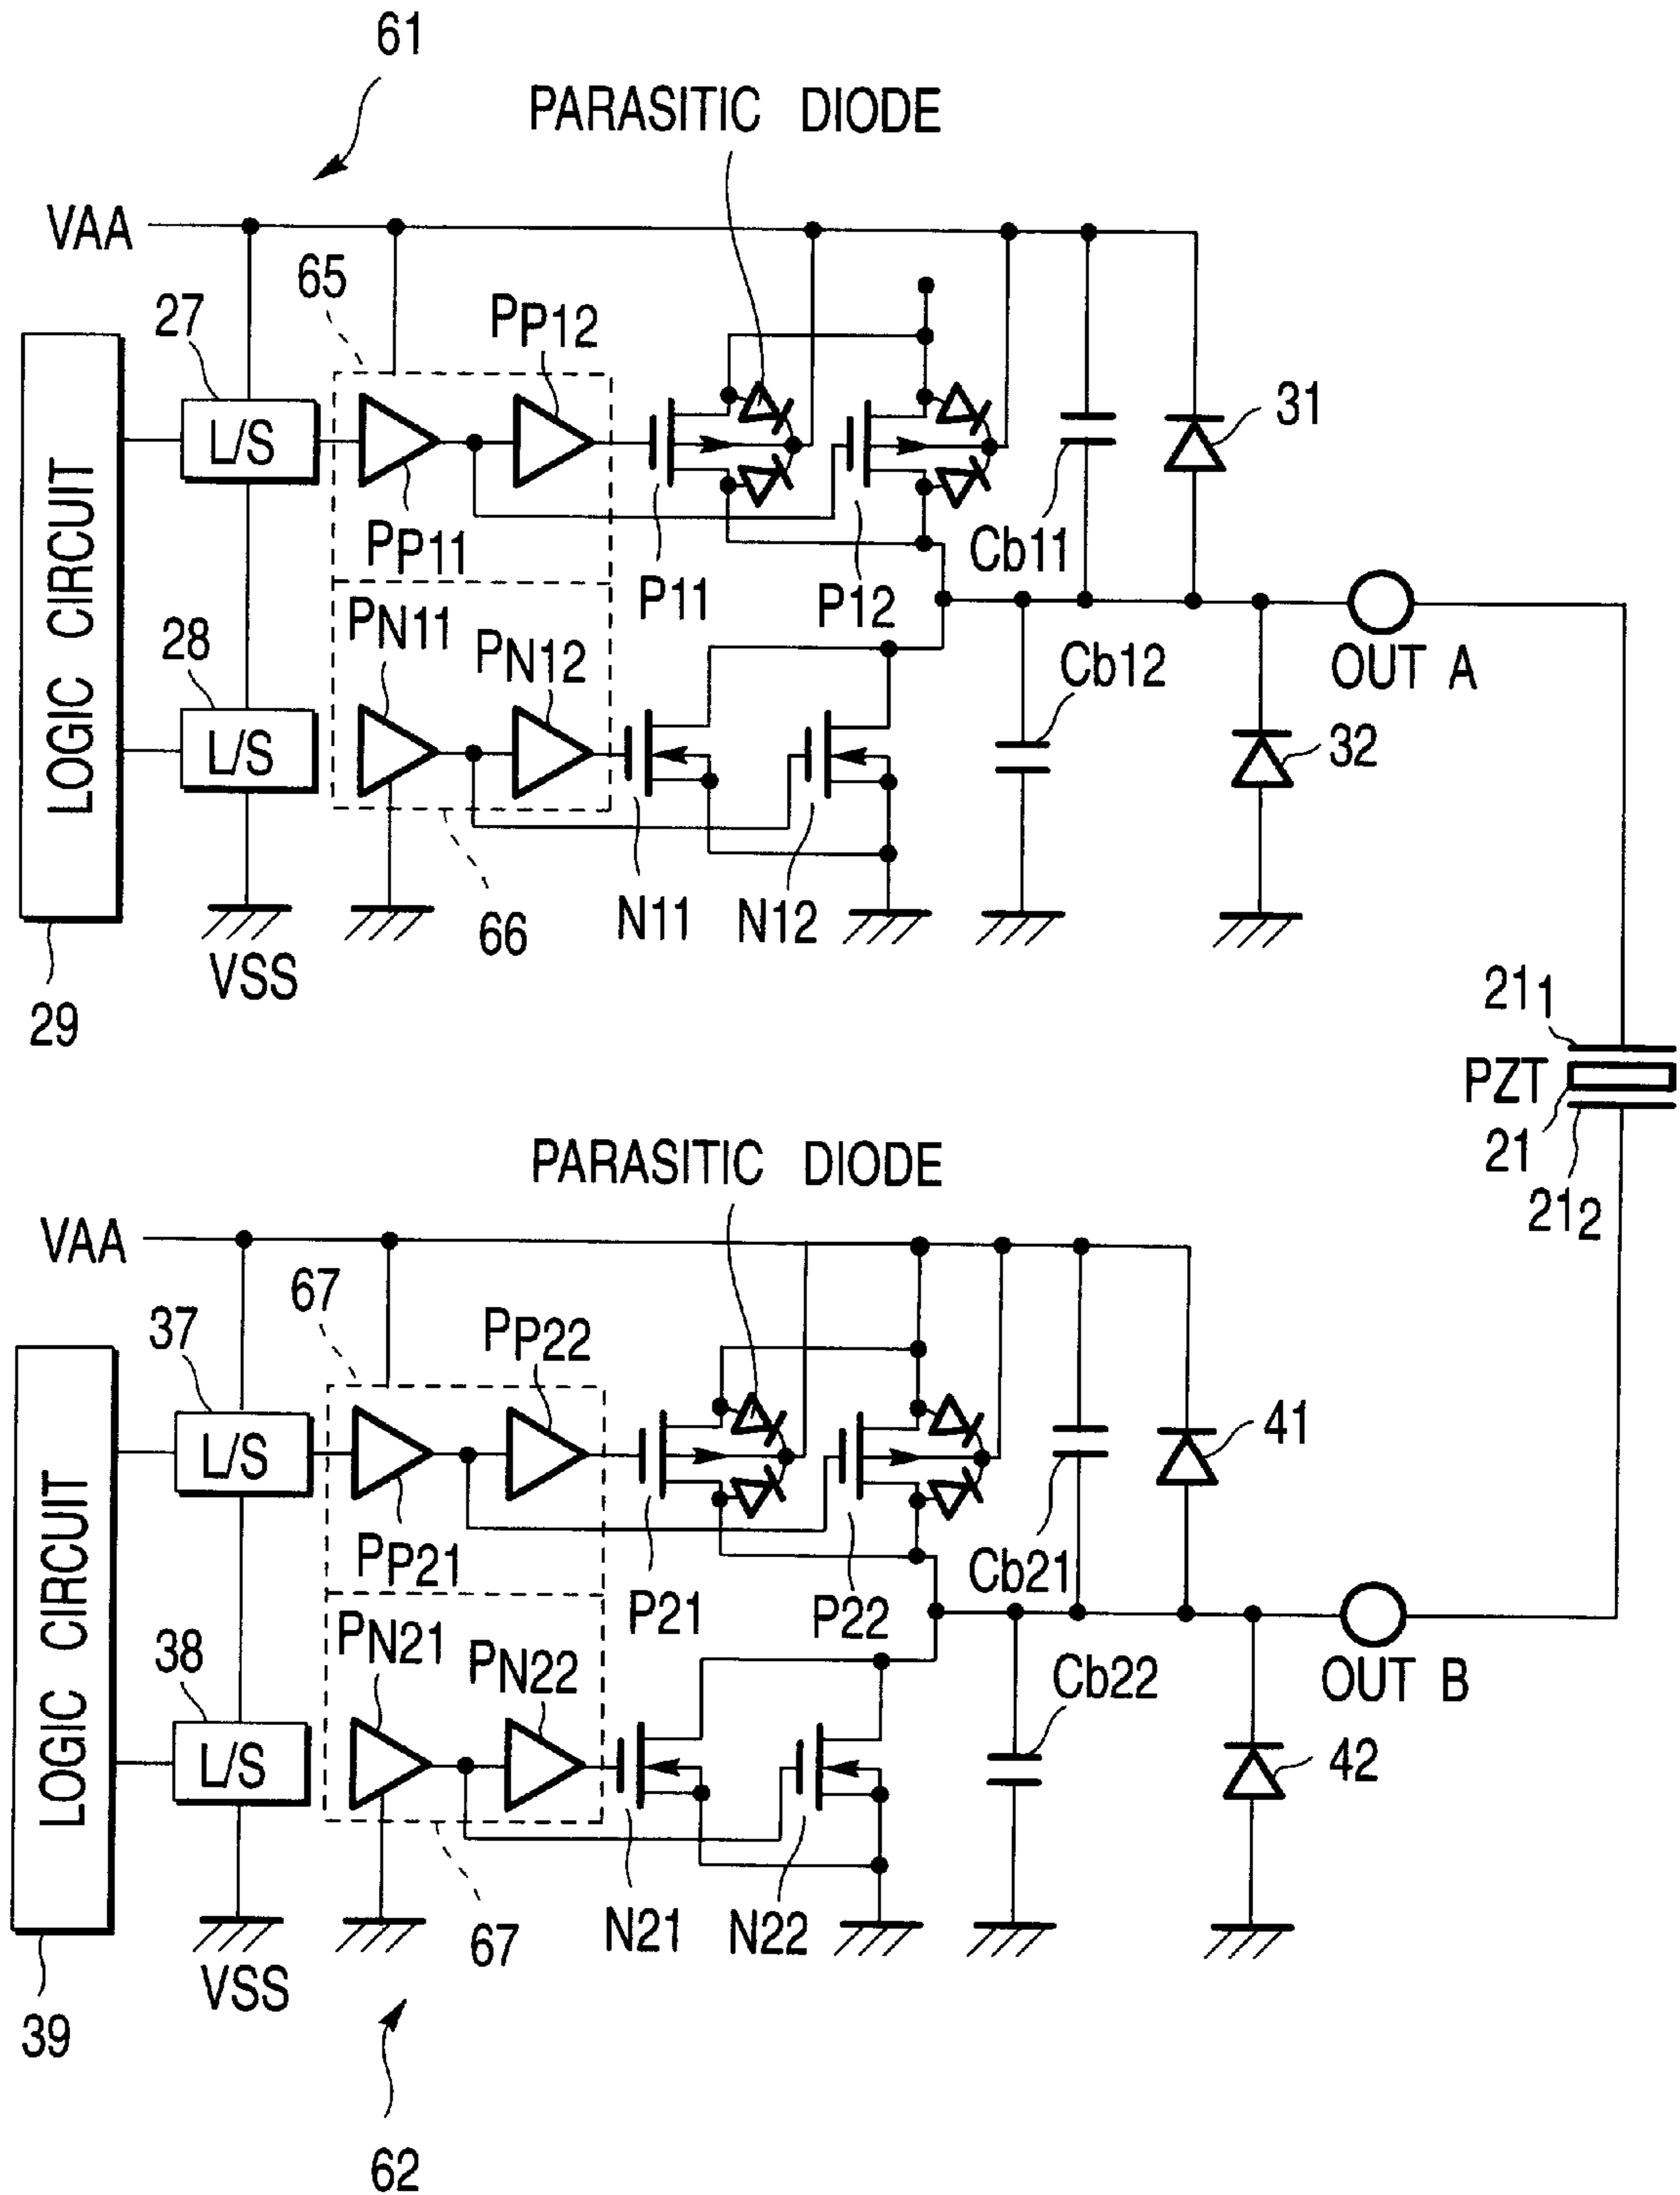 61
PARASITIC DIODE
VAA
65
27
PP12
L/S
31
LOGIC CIRCUIT
PP11
Cb11
P11
P12
PN11
28
PN12
Cb12
OUT A
L/S
32
N11
N12
66
VSS
29
211
PZT
21
212
PARASITIC DIODE
VAA
67
37
PP22
L/S
41
LOGIC CIRCUIT
PP21
Cb21
P21
P22
PN21
38
PN22
Cb22
OUT B
L/S
42
N21
N22
67
VSS
39
62